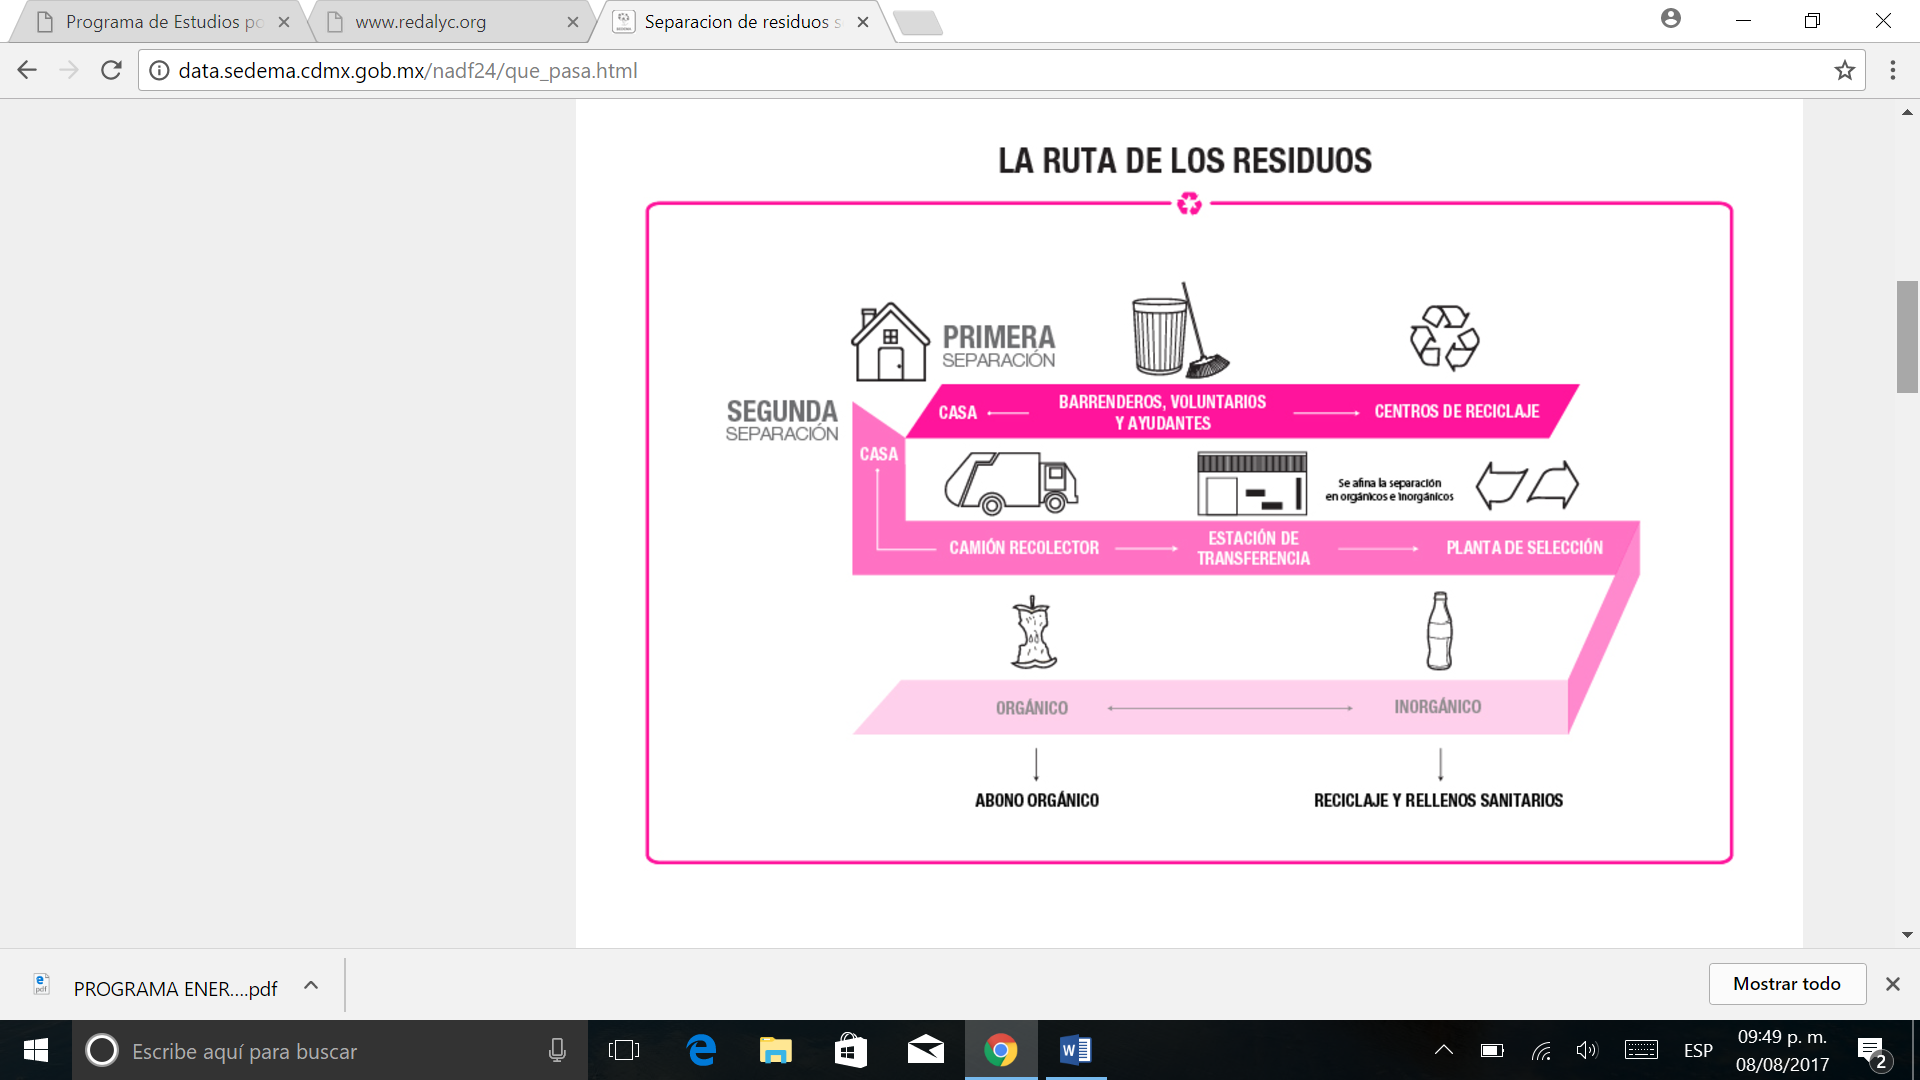 Programa de Estudios po
www.redalyc.org
Separacion de residuos s
data.sedema.cdmx.gob.mx/nadf24/que_pasa.html
LA RUTA DE LOS RESIDUOS
PRIMERA
SEPARACIÓN
SEGUNDA
SEPARACIÓN
CASA
BARRENDEROS, VOLUNTARIOS
Y AYUDANTES
CENTROS DE RECICLAJE
CASA
Se afina la separación
en orgánicos e inorgánicos
CAMIÓN RECOLECTOR
ESTACIÓN DE
TRANSFERENCIA
PLANTA DE SELECCIÓN
ORGÁNICO
INORGÁNICO
ABONO ORGÁNICO
RECICLAJE Y RELLENOS SANITARIOS
PROGRAMA ENER....pdf
Mostrar todo
Escribe aquí para buscar
ESP
09:49 p. m.
08/08/2017
2